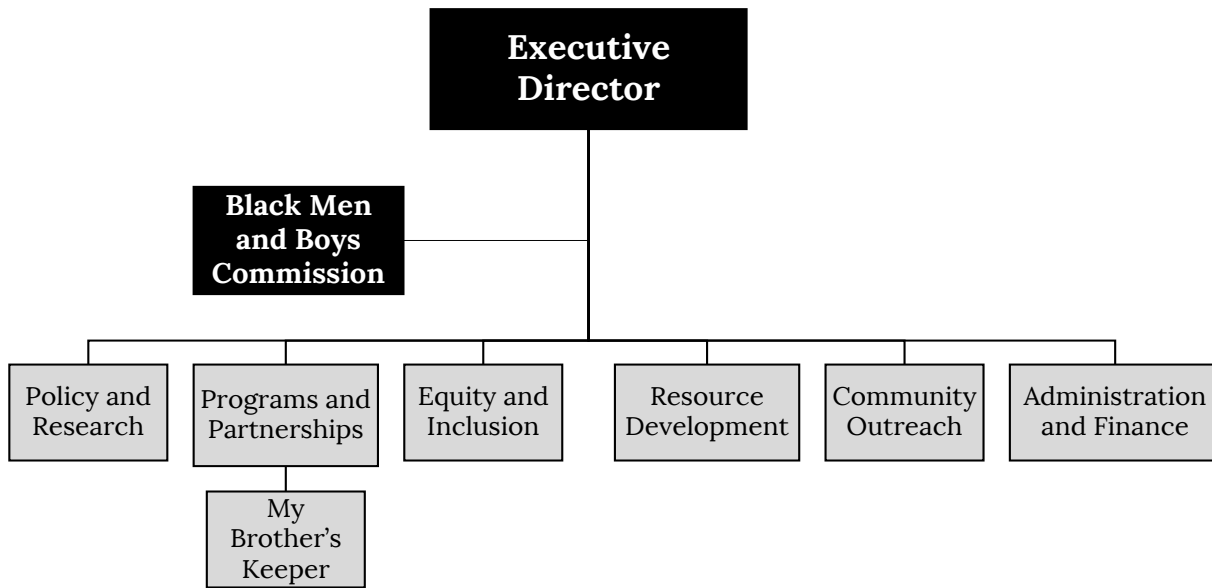 Executive
Director
Black Men
and Boys
Commission
Policy and
Research
Programs and
Partnerships
Equity and
Inclusion
Resource
Development
Community
Outreach
Administration
and Finance
My
Brother’s
Keeper